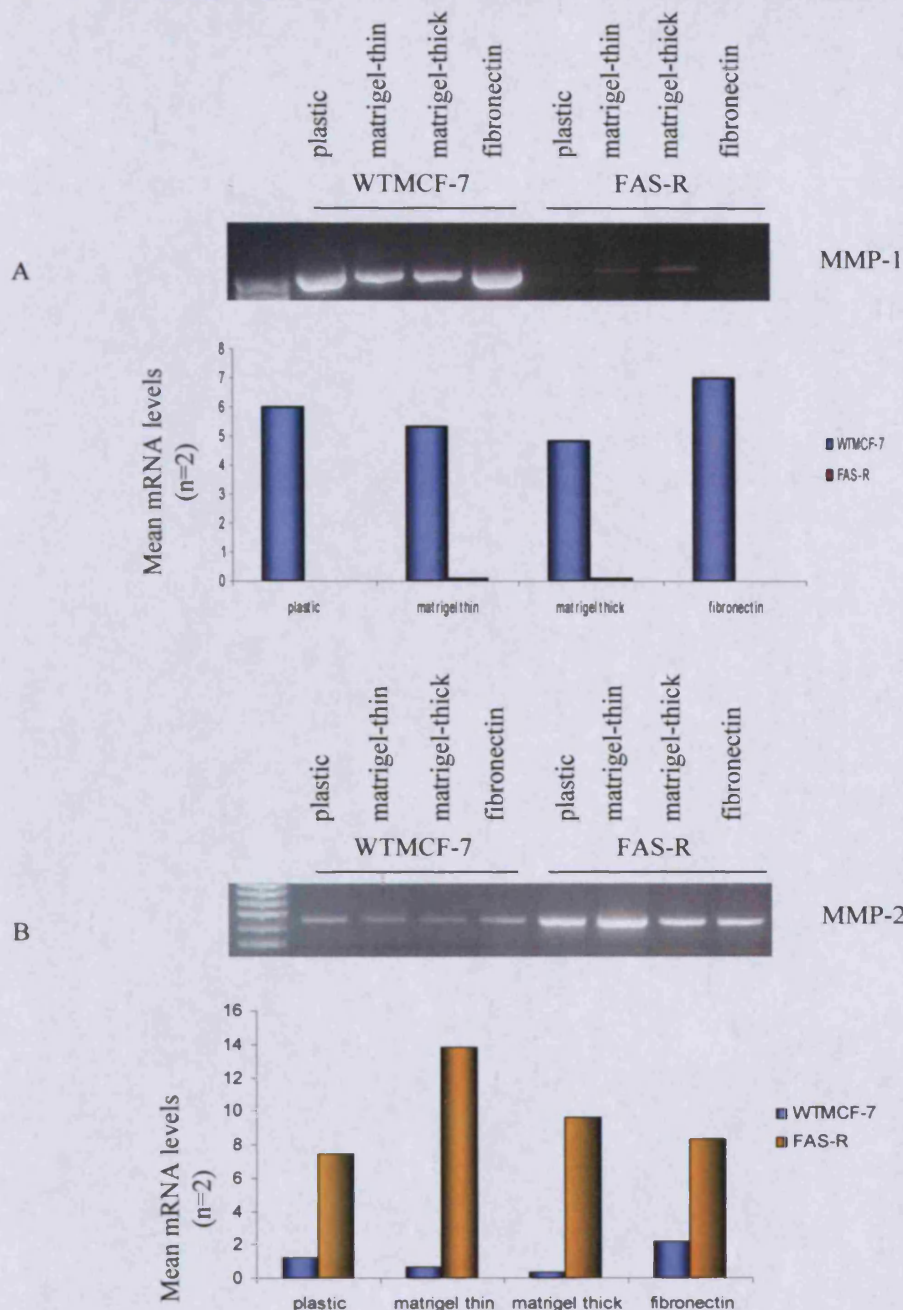 plastic
matrigel-thin
matrigel-thick
fibronectin
plastic
matrigel-thin
matrigel-thick
fibronectin
WTMCF-7
FAS-R
A
MMP-1
8
7
6
5
4
3
2
1
0
Mean mRNA levels
(n=2)
WTMCF-7
FAS-R
plastic
matrigel thin
matrigel thick
fibronectin
plastic
matrigel-thin
matrigel-thick
fibronectin
plastic
matrigel-thin
matrigel-thick
fibronectin
WTMCF-7
FAS-R
B
MMP-2
16
14
12
10
8
6
4
2
0
Mean mRNA levels
(n=2)
WTMCF-7
FAS-R
plastic
matrigel thin
matrigel thick
fibronectin